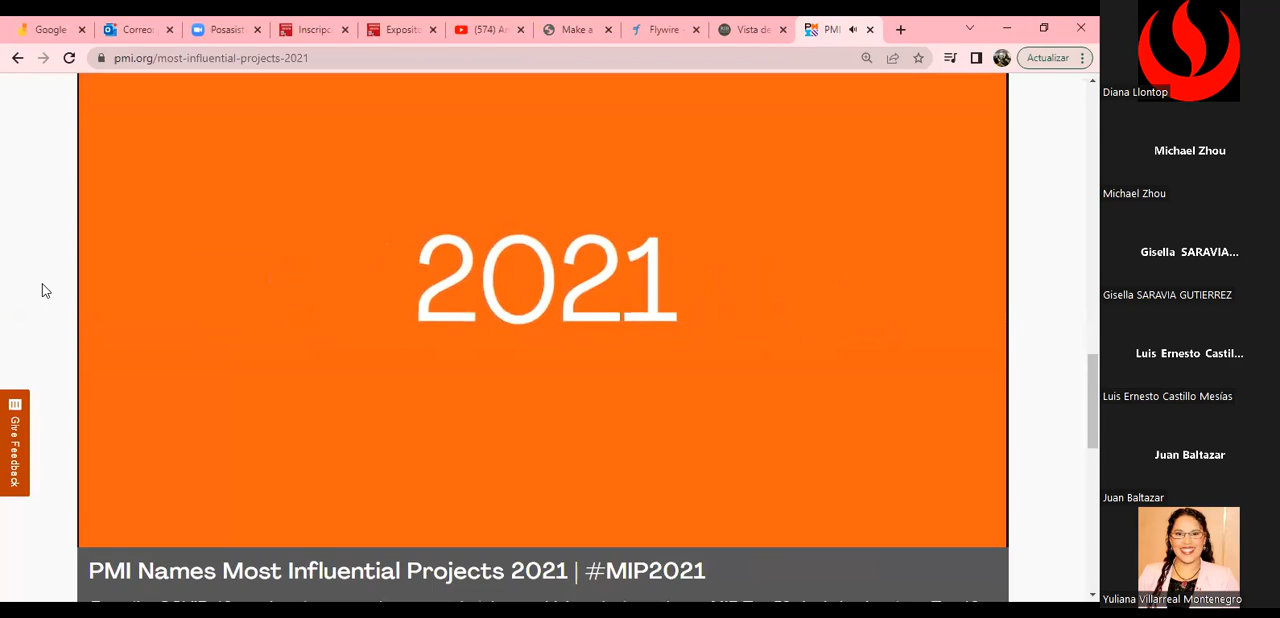 Google
Correo:
Posasist
Inscripc
Exposito
(574) Ar
Make a
Flywire
Vista de
PMI
pmi.org/most-influential-projects-2021
Actualizar
2021
Give Feedback
PMI Names Most Influential Projects 2021 | #MIP2021
Diana Llontop
Michael Zhou
Michael Zhou
Gisella SARAVIA...
Gisella SARAVIA GUTIERREZ
Luis Ernesto Castil...
Luis Ernesto Castillo Mesías
Juan Baltazar
Juan Baltazar
Yuliana Villarreal Montenegro